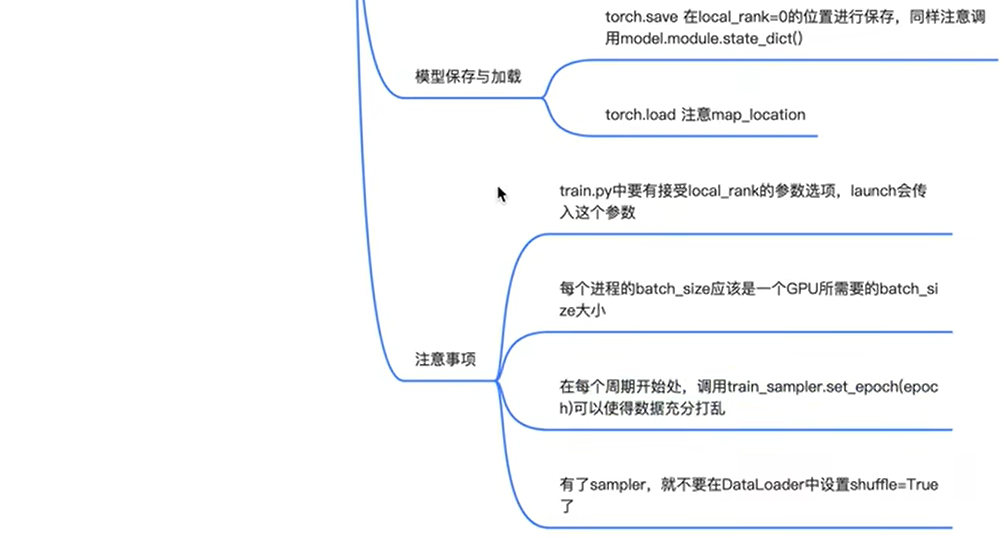 torch.save 在local_rank=0的位置进行保存，同样注意调
用model.module.state_dict()
模型保存与加载
torch.load 注意map_location
train.py中要有接受local_rank的参数选项，launch会传
入这个参数
每个进程的batch_size应该是一个GPU所需要的batch_si
ze大小
注意事项
在每个周期开始处，调用train_sampler.set_epoch(epoc
h)可以使得数据充分打乱
有了sampler，就不要在DataLoader中设置shuffle=True
了